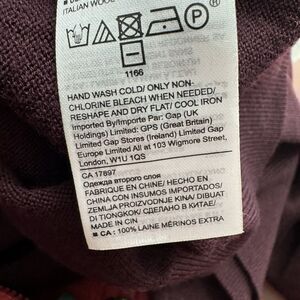 ITALIAN WOOL
P
1166
HAND WASH COLD/ ONLY NON-
CHLORINE BLEACH WHEN NEEDED/
RESHAPE AND DRY FLAT/ COOL IRON
Imported By/Importe Par: Gap (UK
Holdings) Limited: GPS (Great Britain)
Limited Gap Stores (Ireland) Limited Gap
Europe Limited All at 103 Wigmore Street,
London, W1U 1QS
CA 17897
Одежда второго слоя
FABRIQUE EN CHINE/ HECHO EN
CHINA CON INSUMOS IMPORTADOS/
ZEMLJA PROIZVODNJE KINA/ DIBUAT
DI TIONGKOK/ СДЕЛАНО В КИТАЕ/
MADE IN CIN
■ CA : 100% LAINE MÉRINOS EXTRA